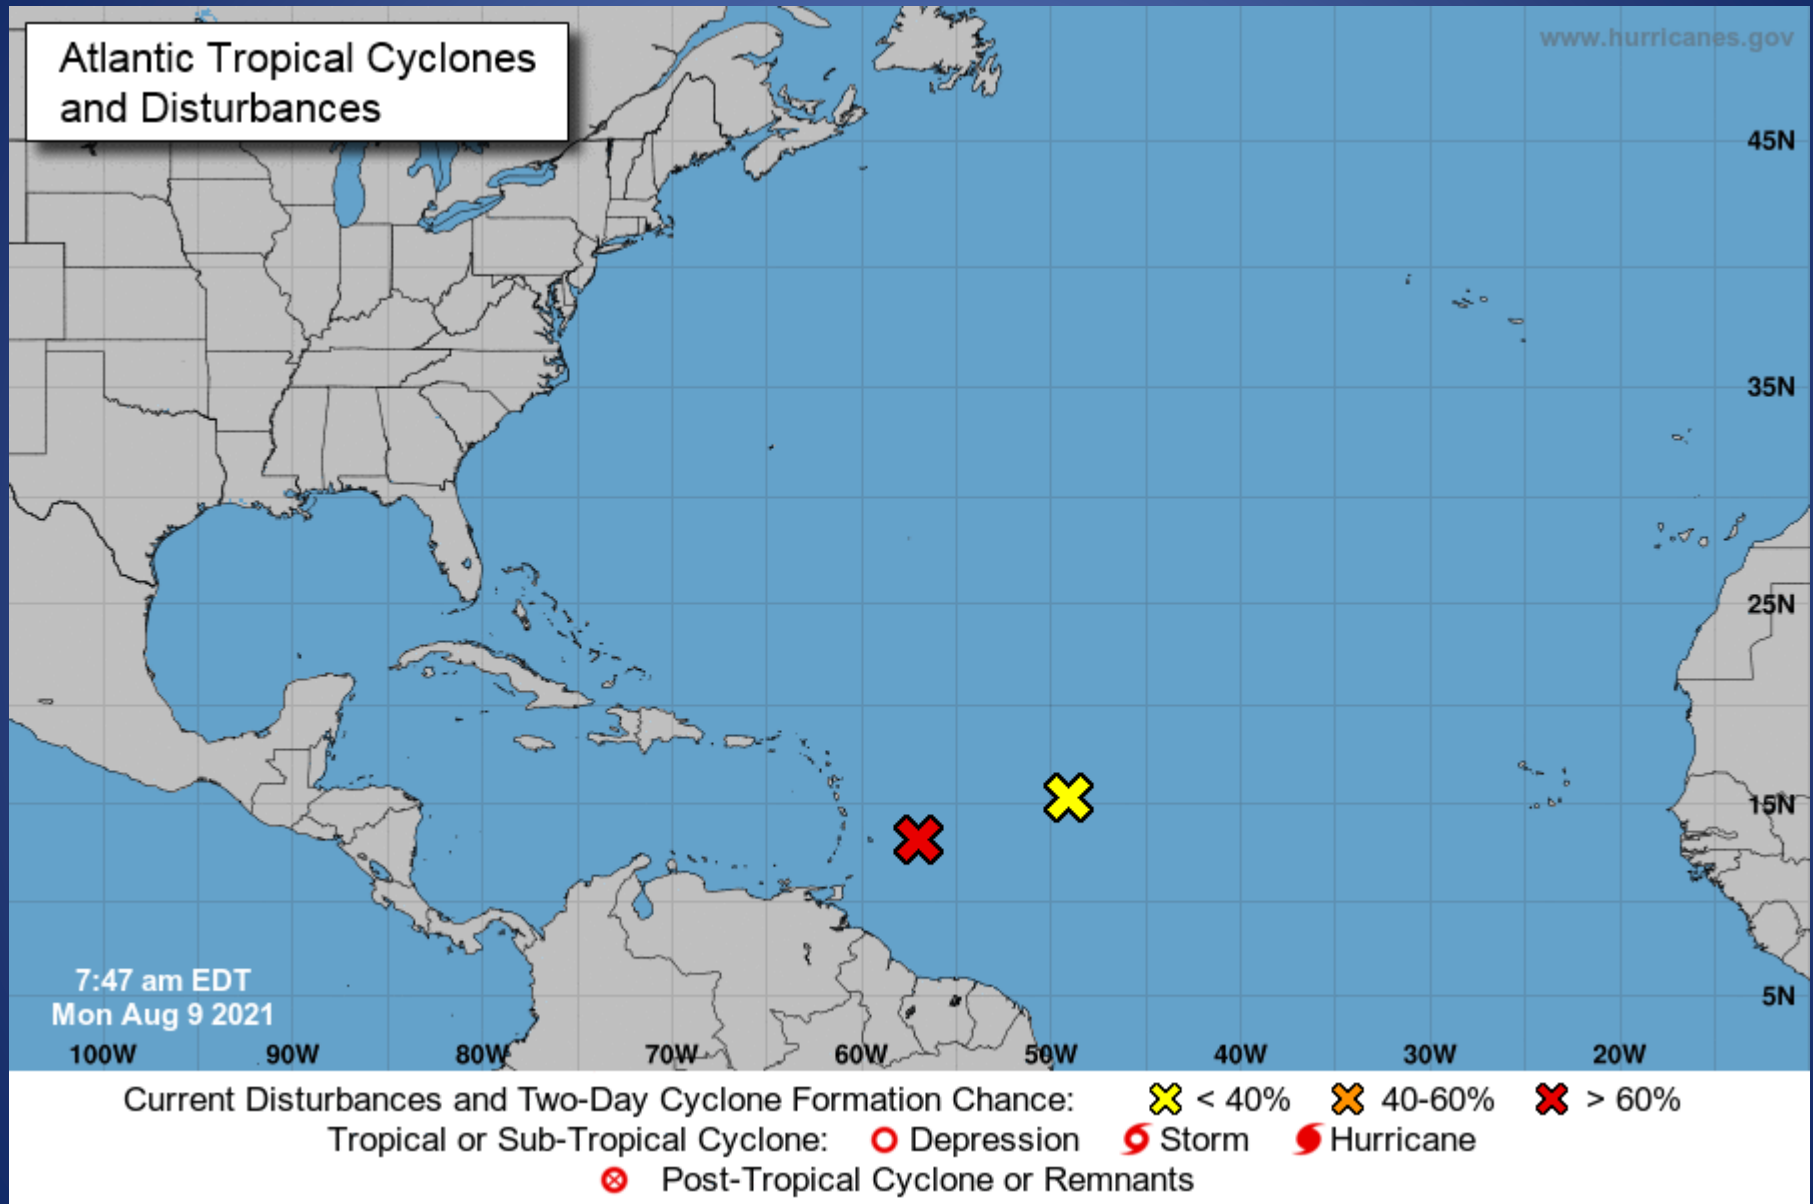 Atlantic Tropical Cyclones
and Disturbances
www.hurricanes.gov
45N
35N
25N
15N
5N
7:47 am EDT
Mon Aug 9 2021
100W 90W 80W 70W 60W 50W 40W 30W 20W
Current Disturbances and Two-Day Cyclone Formation Chance: < 40% 40-60% > 60%
Tropical or Sub-Tropical Cyclone: Depression Storm Hurricane
Post-Tropical Cyclone or Remnants